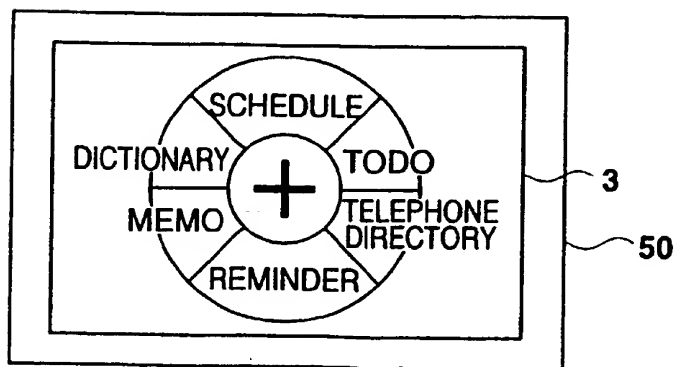 SCHEDULE
DICTIONARY
TODO
3
MEMO
TELEPHONE
DIRECTORY
50
REMINDER